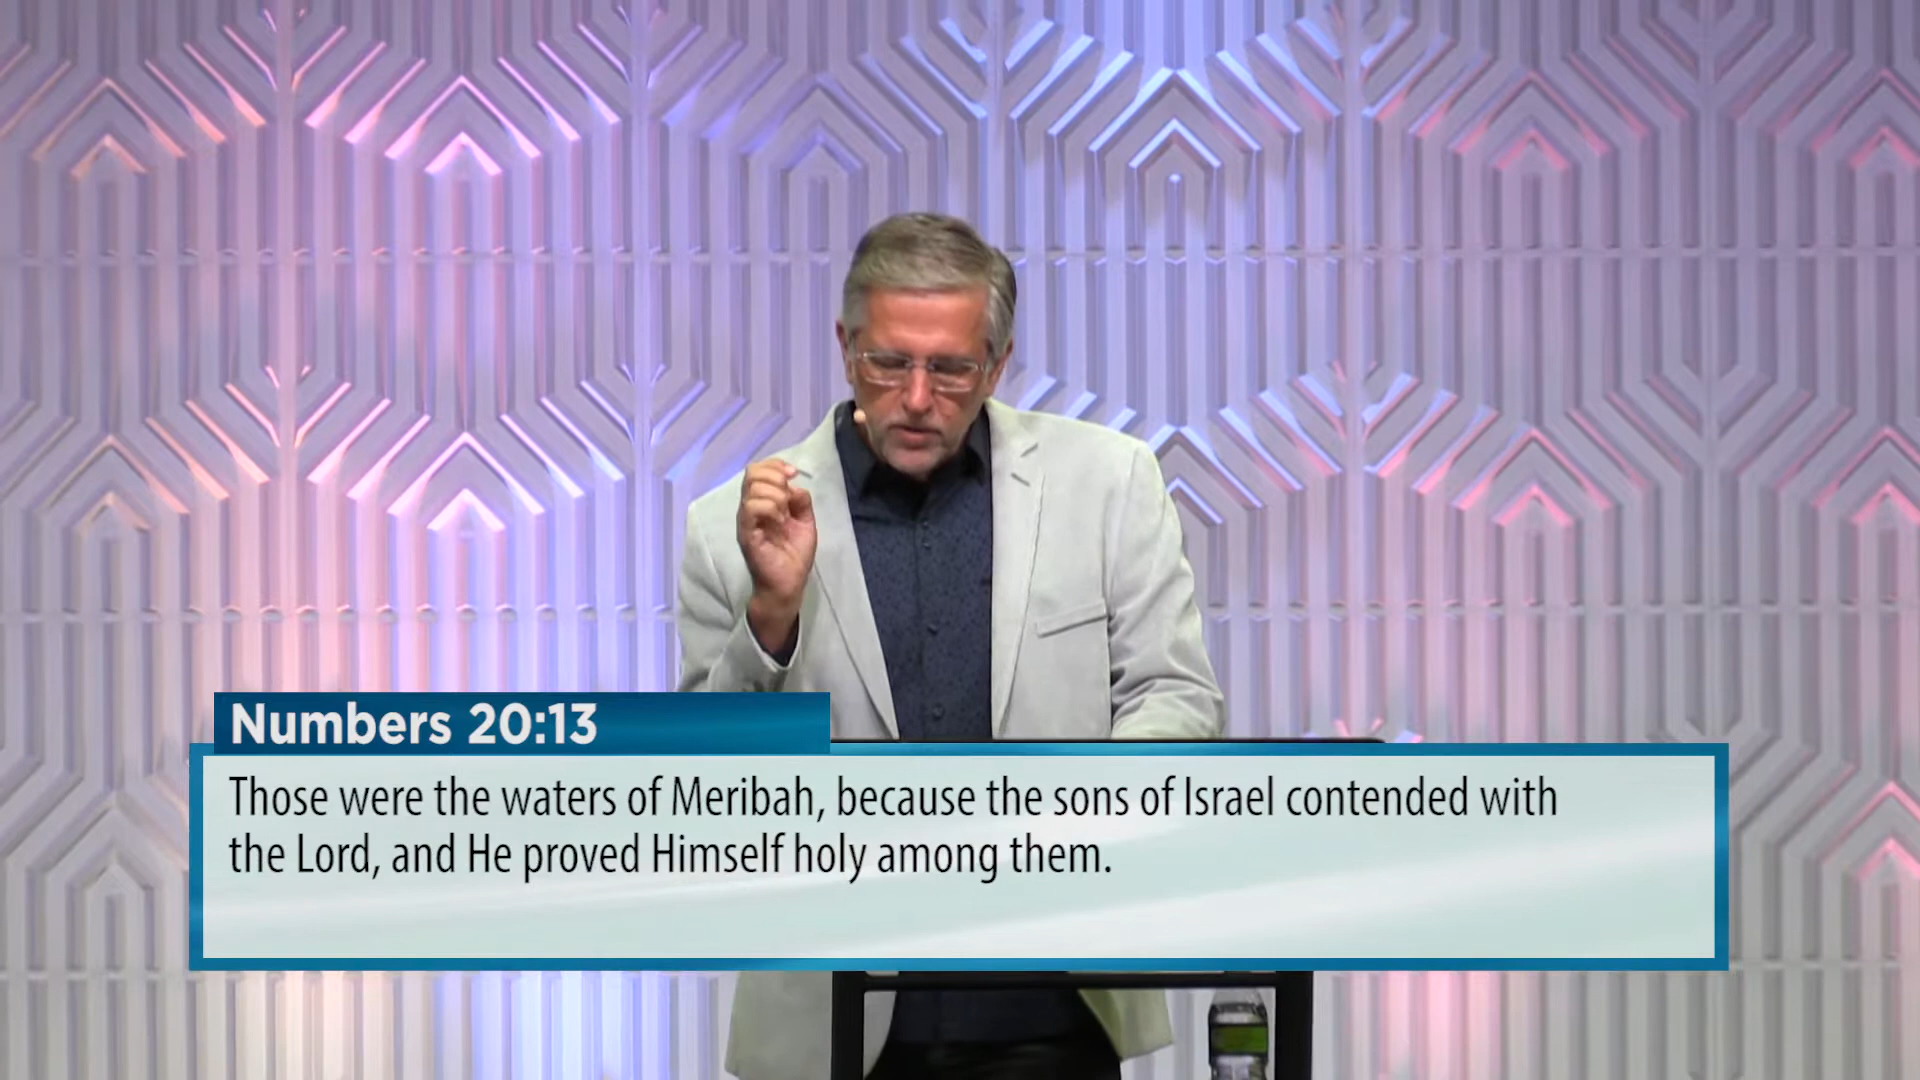 Numbers 20:13
Those were the waters of Meribah, because the sons of Israel contended with
the Lord, and He proved Himself holy among them.